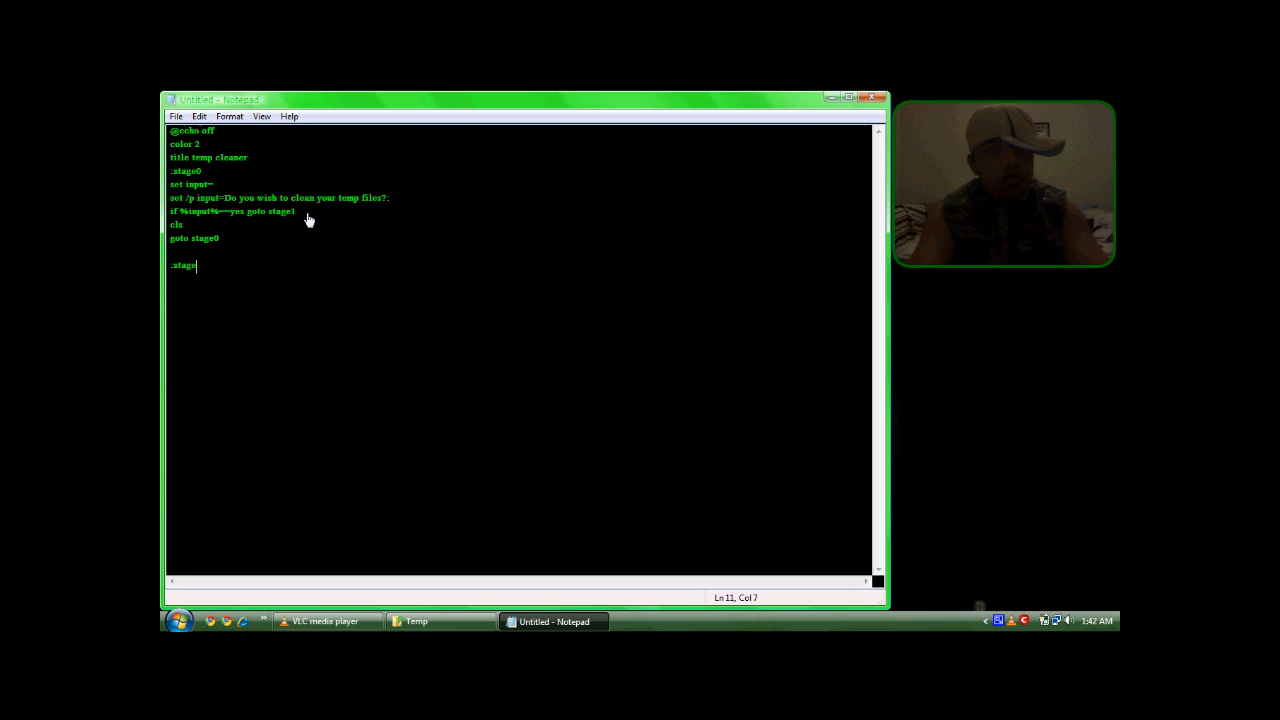 Untitled - Notepad
File Edit Format View Help
@echo off
color 2
title temp cleaner
:stage0
set input=
set /p input=Do you wish to clean your temp files?:
if %input%==yes goto stage1
cls
goto stage0
:stage
Ln 11, Col 7
VLC media player
Temp
Untitled - Notepad
1:42 AM